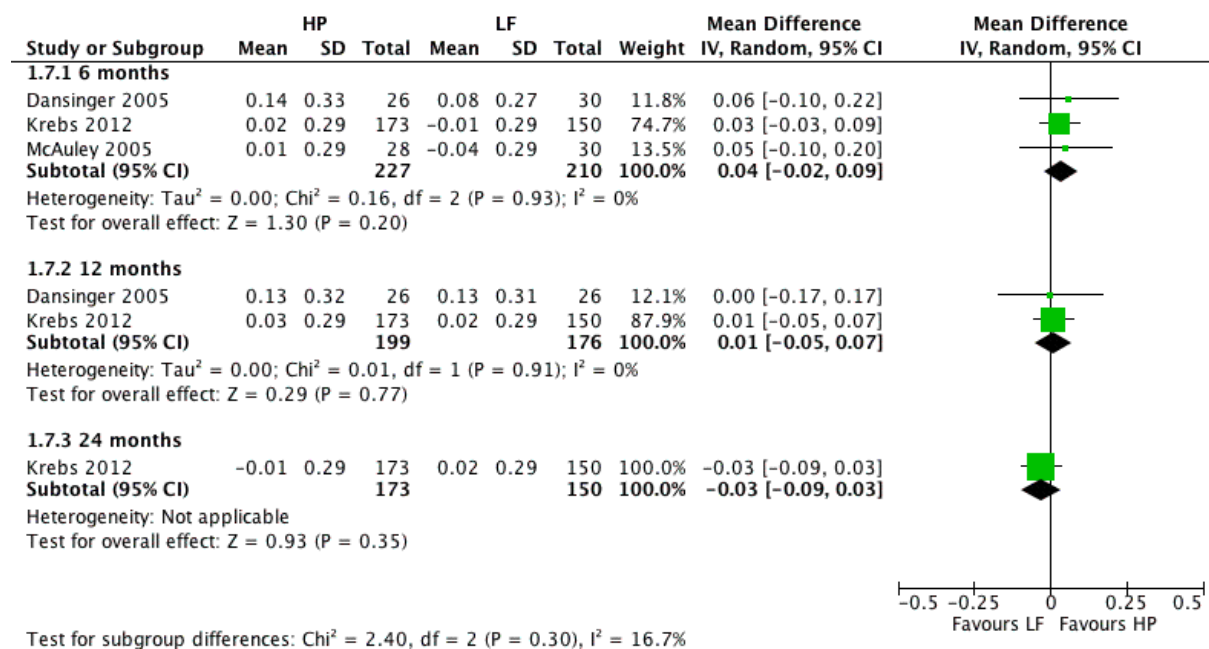 HP LF Mean Difference Mean Difference
Study or Subgroup Mean SD Total Mean SD Total Weight IV, Random, 95% CI IV, Random, 95% CI
1.7.1 6 months
Dansinger 2005 0.14 0.33 26 0.08 0.27 30 11.8% 0.06 [-0.10, 0.22]
Krebs 2012 0.02 0.29 173 -0.01 0.29 150 74.7% 0.03 [-0.03, 0.09]
McAuley 2005 0.01 0.29 28 -0.04 0.29 30 13.5% 0.05 [-0.10, 0.20]
Subtotal (95% CI) 227 210 100.0% 0.04 [-0.02, 0.09]
Heterogeneity: Tau² = 0.00; Chi² = 0.16, df = 2 (P = 0.93); I² = 0%
Test for overall effect: Z = 1.30 (P = 0.20)
1.7.2 12 months
Dansinger 2005 0.13 0.32 26 0.13 0.31 26 12.1% 0.00 [-0.17, 0.17]
Krebs 2012 0.03 0.29 173 0.02 0.29 150 87.9% 0.01 [-0.05, 0.07]
Subtotal (95% CI) 199 176 100.0% 0.01 [-0.05, 0.07]
Heterogeneity: Tau² = 0.00; Chi² = 0.01, df = 1 (P = 0.91); I² = 0%
Test for overall effect: Z = 0.29 (P = 0.77)
1.7.3 24 months
Krebs 2012 -0.01 0.29 173 0.02 0.29 150 100.0% -0.03 [-0.09, 0.03]
Subtotal (95% CI) 173 150 100.0% -0.03 [-0.09, 0.03]
Heterogeneity: Not applicable
Test for overall effect: Z = 0.93 (P = 0.35)
-0.5 -0.25 0 0.25 0.5
Favours LF Favours HP
Test for subgroup differences: Chi² = 2.40, df = 2 (P = 0.30), I² = 16.7%